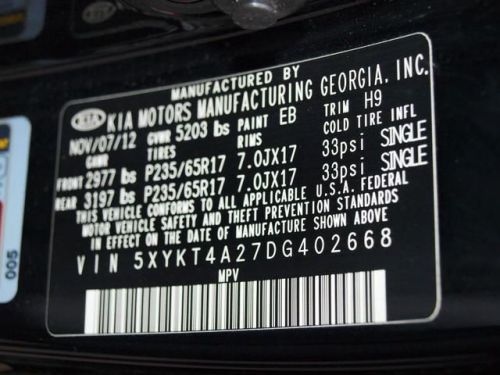 MANUFACTURED BY
KIA KIA MOTORS MANUFACTURING GEORGIA, INC.
NOV/07/12 GVWR 5203 lbs PAINT EB TRIM H9
GAWR TIRES RIMS COLD TIRE INFL
FRONT 2977 lbs P235/65R17 7.0JX17 33psi SINGLE
REAR 3197 lbs P235/65R17 7.0JX17 33psi SINGLE
THIS VEHICLE CONFORMS TO ALL APPLICABLE U.S.A. FEDERAL
MOTOR VEHICLE SAFETY AND THEFT PREVENTION STANDARDS
IN EFFECT ON THE DATE OF MANUFACTURE SHOWN ABOVE
VIN 5XYKT4A27DG402668
MPV
005